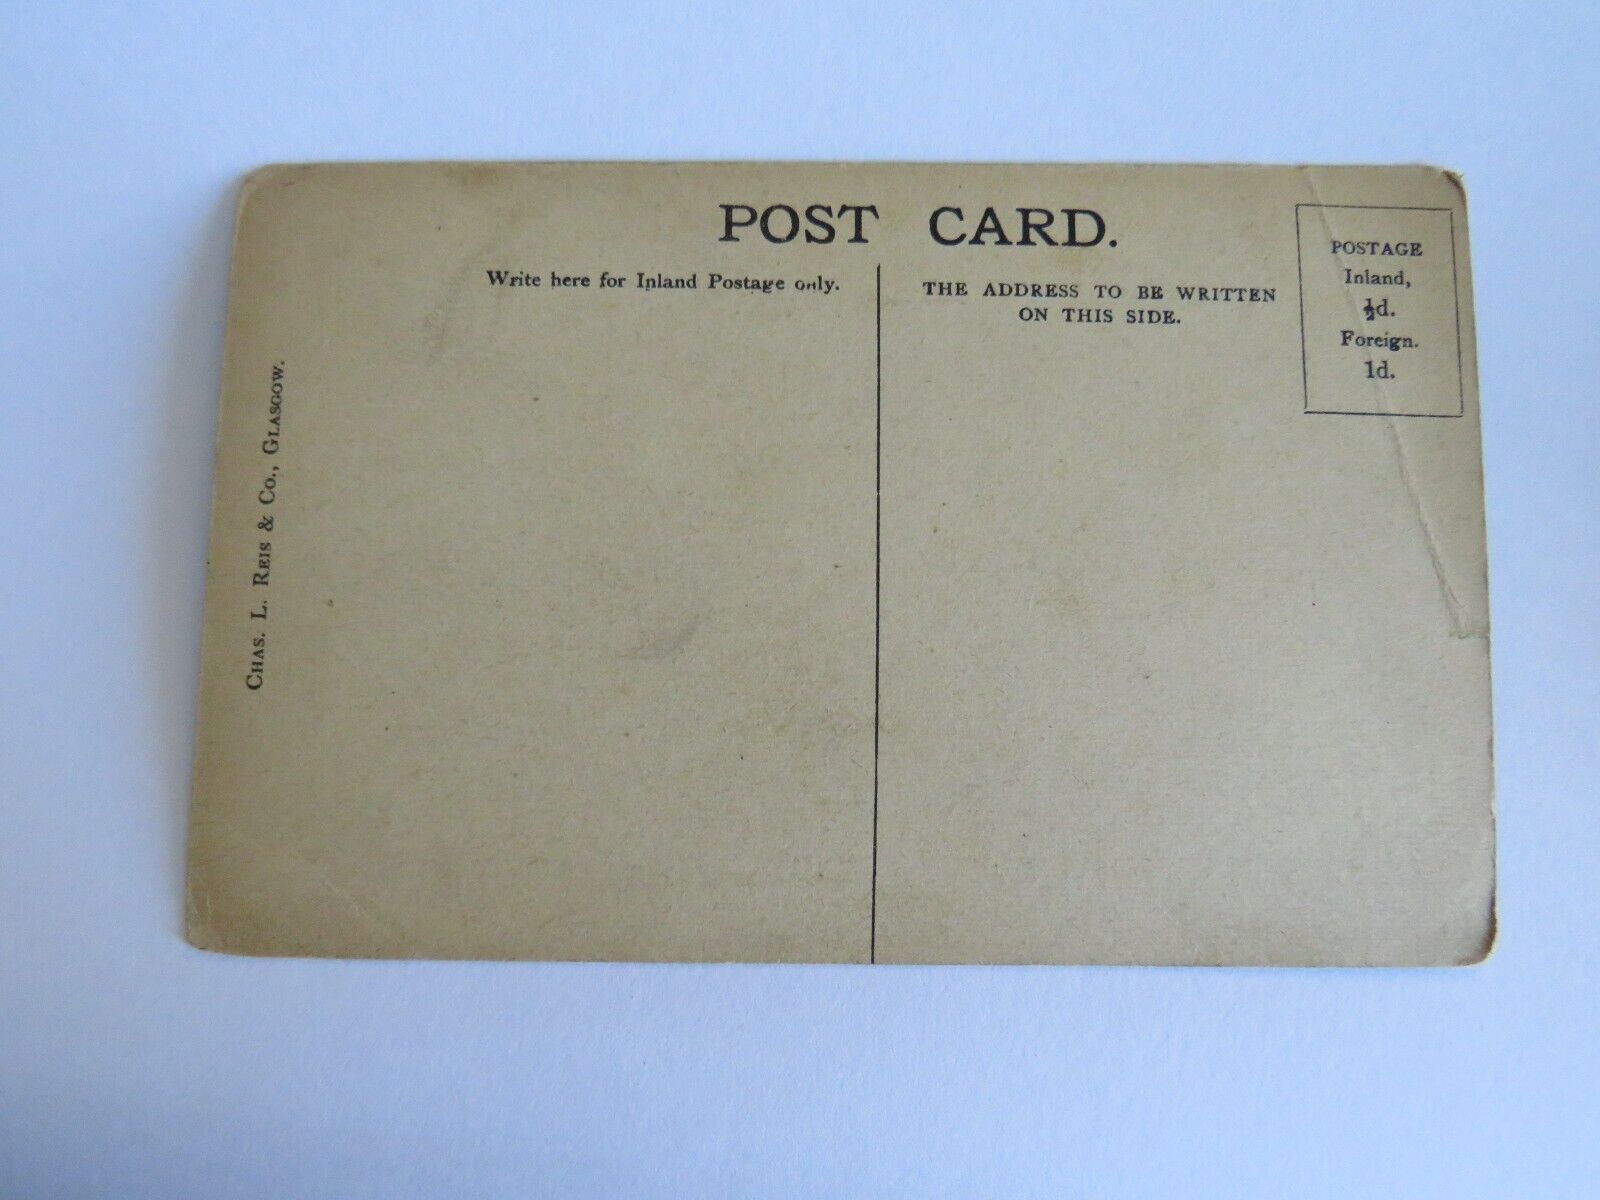 POST CARD.
Write here for Inland Postage only.
THE ADDRESS TO BE WRITTEN
ON THIS SIDE.
POSTAGE
Inland,
½d.
Foreign.
1d.
CHAS. L. REIS & CO., GLASGOW.